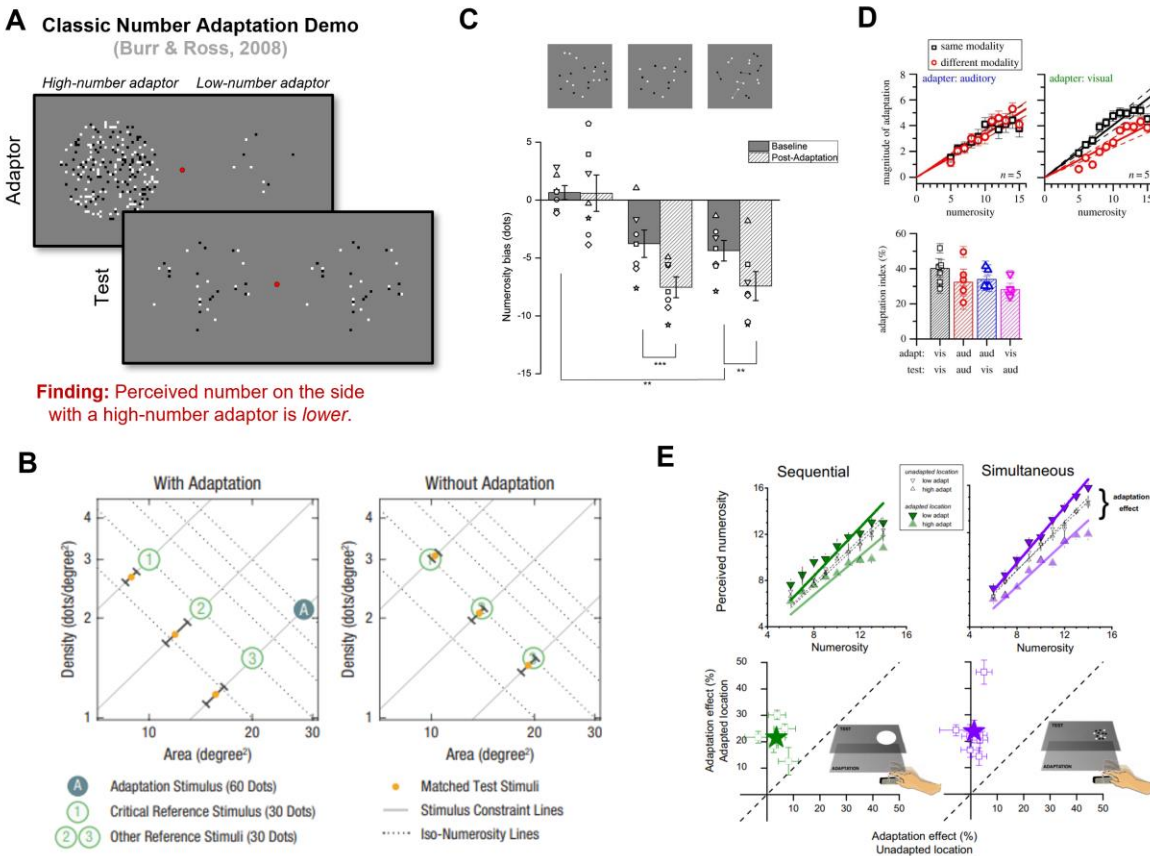 A
Classic Number Adaptation Demo
(Burr & Ross, 2008)
High-number adaptor
Low-number adaptor
Adaptor
Test
Finding: Perceived number on the side
with a high-number adaptor is lower.
B
With Adaptation
Without Adaptation
Density (dots/degree²)
4
3
2
1
10
20
30
Area (degree²)
1
2
3
A
Density (dots/degree²)
4
3
2
1
10
20
30
Area (degree²)
A Adaptation Stimulus (60 Dots)
1 Critical Reference Stimulus (30 Dots)
2 3 Other Reference Stimuli (30 Dots)
Matched Test Stimuli
Stimulus Constraint Lines
Iso-Numerosity Lines
C
Numerosity bias (dots)
5
0
-5
-10
-15
Baseline
Post-Adaptation
***
**
**
D
same modality
different modality
adapter: auditory
adapter: visual
magnitude of adaptation
8
6
4
2
0
n = 5
n = 5
0 5 10 15
0 5 10 15
numerosity
numerosity
adaptation index (%)
60
40
20
0
adapt: vis aud aud vis
test: vis aud vis aud
E
Sequential
Simultaneous
unadapted location
low adapt
high adapt
adapted location
low adapt
high adapt
adaptation
effect
Perceived numerosity
16
12
8
4
4 8 12 16
4 8 12 16
Numerosity
Numerosity
Adaptation effect (%)
Adapted location
50
40
30
20
10
0 10 20 30 40 50
0 10 20 30 40 50
TEST
ADAPTATION
TEST
ADAPTATION
Adaptation effect (%)
Unadapted location